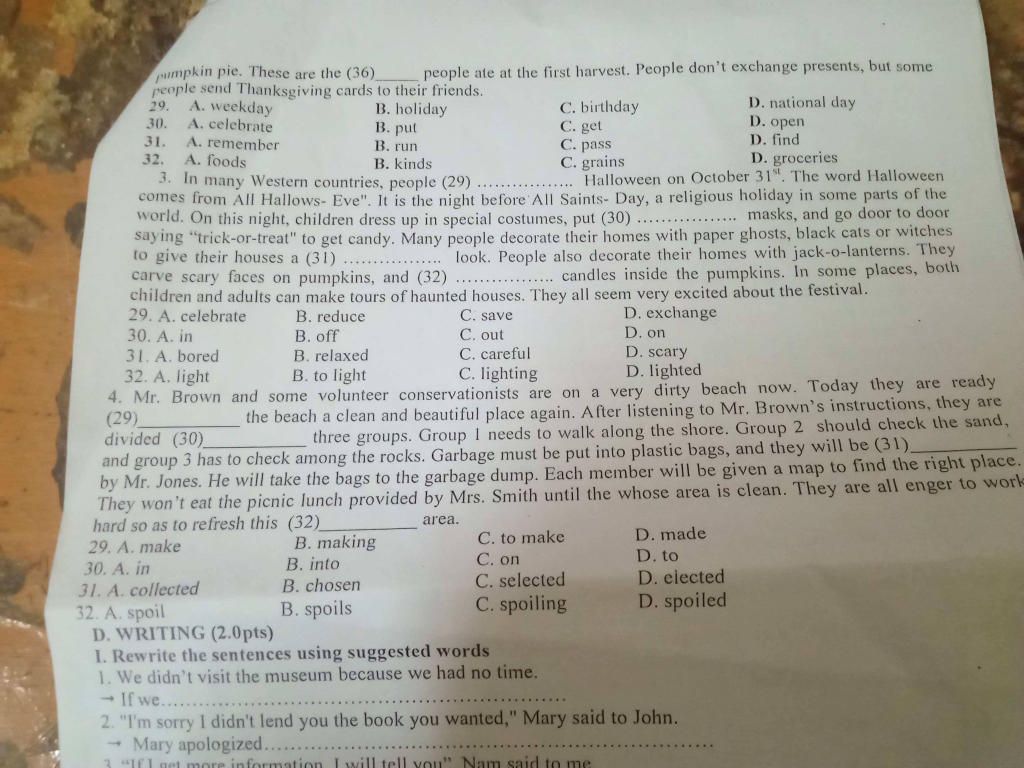 pumpkin pie. These are the (36)_____ people ate at the first harvest. People don't exchange presents, but some
people send Thanksgiving cards to their friends.
29. A. weekday B. holiday C. birthday D. national day
30. A. celebrate B. put C. get D. open
31. A. remember B. run C. pass D. find
32. A. foods B. kinds C. grains D. groceries
3. In many Western countries, people (29) ................. Halloween on October 31st. The word Halloween
comes from All Hallows- Eve". It is the night before All Saints- Day, a religious holiday in some parts of the
world. On this night, children dress up in special costumes, put (30) ................. masks, and go door to door
saying "trick-or-treat" to get candy. Many people decorate their homes with paper ghosts, black cats or witches
to give their houses a (31) ................. look. People also decorate their homes with jack-o-lanterns. They
carve scary faces on pumpkins, and (32) ................. candles inside the pumpkins. In some places, both
children and adults can make tours of haunted houses. They all seem very excited about the festival.
29. A. celebrate B. reduce C. save D. exchange
30. A. in B. off C. out D. on
31. A. bored B. relaxed C. careful D. scary
32. A. light B. to light C. lighting D. lighted
4. Mr. Brown and some volunteer conservationists are on a very dirty beach now. Today they are ready
(29)____________ the beach a clean and beautiful place again. After listening to Mr. Brown's instructions, they are
divided (30)____________ three groups. Group 1 needs to walk along the shore. Group 2 should check the sand,
and group 3 has to check among the rocks. Garbage must be put into plastic bags, and they will be (31)____________
by Mr. Jones. He will take the bags to the garbage dump. Each member will be given a map to find the right place.
They won't eat the picnic lunch provided by Mrs. Smith until the whose area is clean. They are all enger to work
hard so as to refresh this (32)____________ area.
29. A. make B. making C. to make D. made
30. A. in B. into C. on D. to
31. A. collected B. chosen C. selected D. elected
32. A. spoil B. spoils C. spoiling D. spoiled
D. WRITING (2.0pts)
I. Rewrite the sentences using suggested words
1. We didn't visit the museum because we had no time.
→ If we.................................................................
2. "I'm sorry I didn't lend you the book you wanted," Mary said to John.
→ Mary apologized.................................................................
3. "If I get more information, I will tell you" Nam said to me